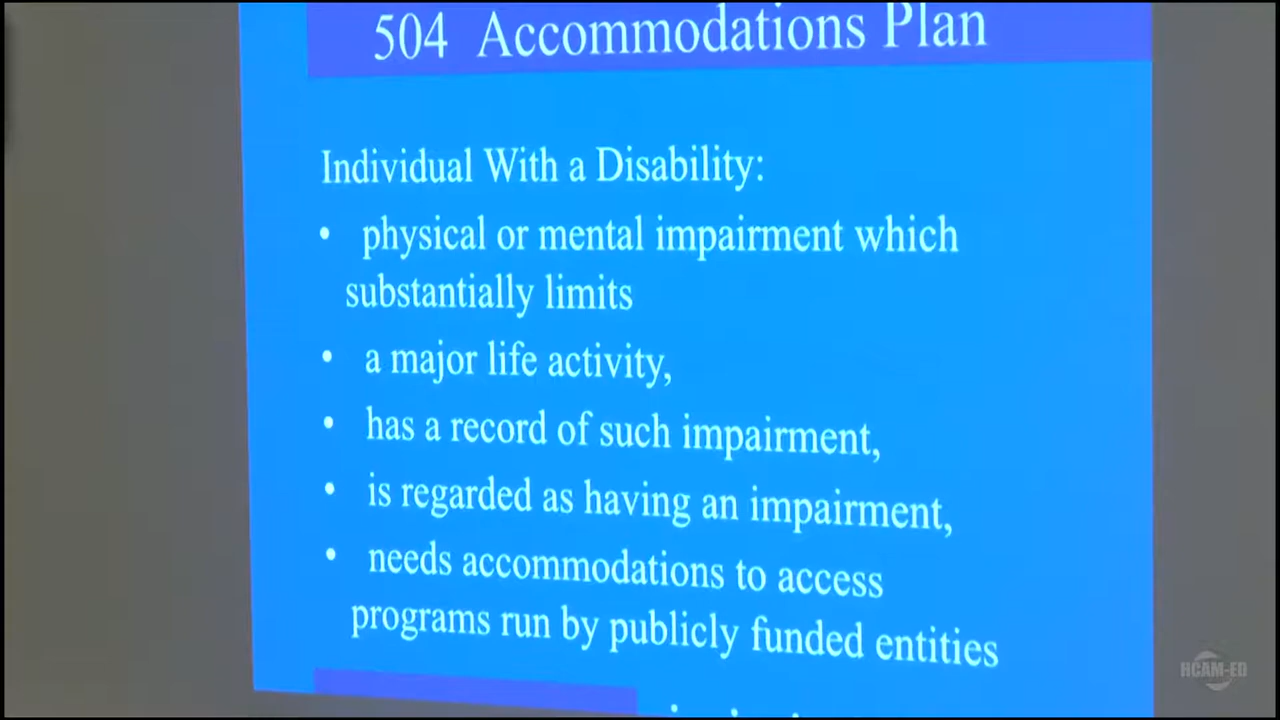 504 Accommodations Plan
Individual With a Disability:
• physical or mental impairment which
substantially limits
• a major life activity,
• has a record of such impairment,
• is regarded as having an impairment,
• needs accommodations to access
programs run by publicly funded entities
HCAM-ED